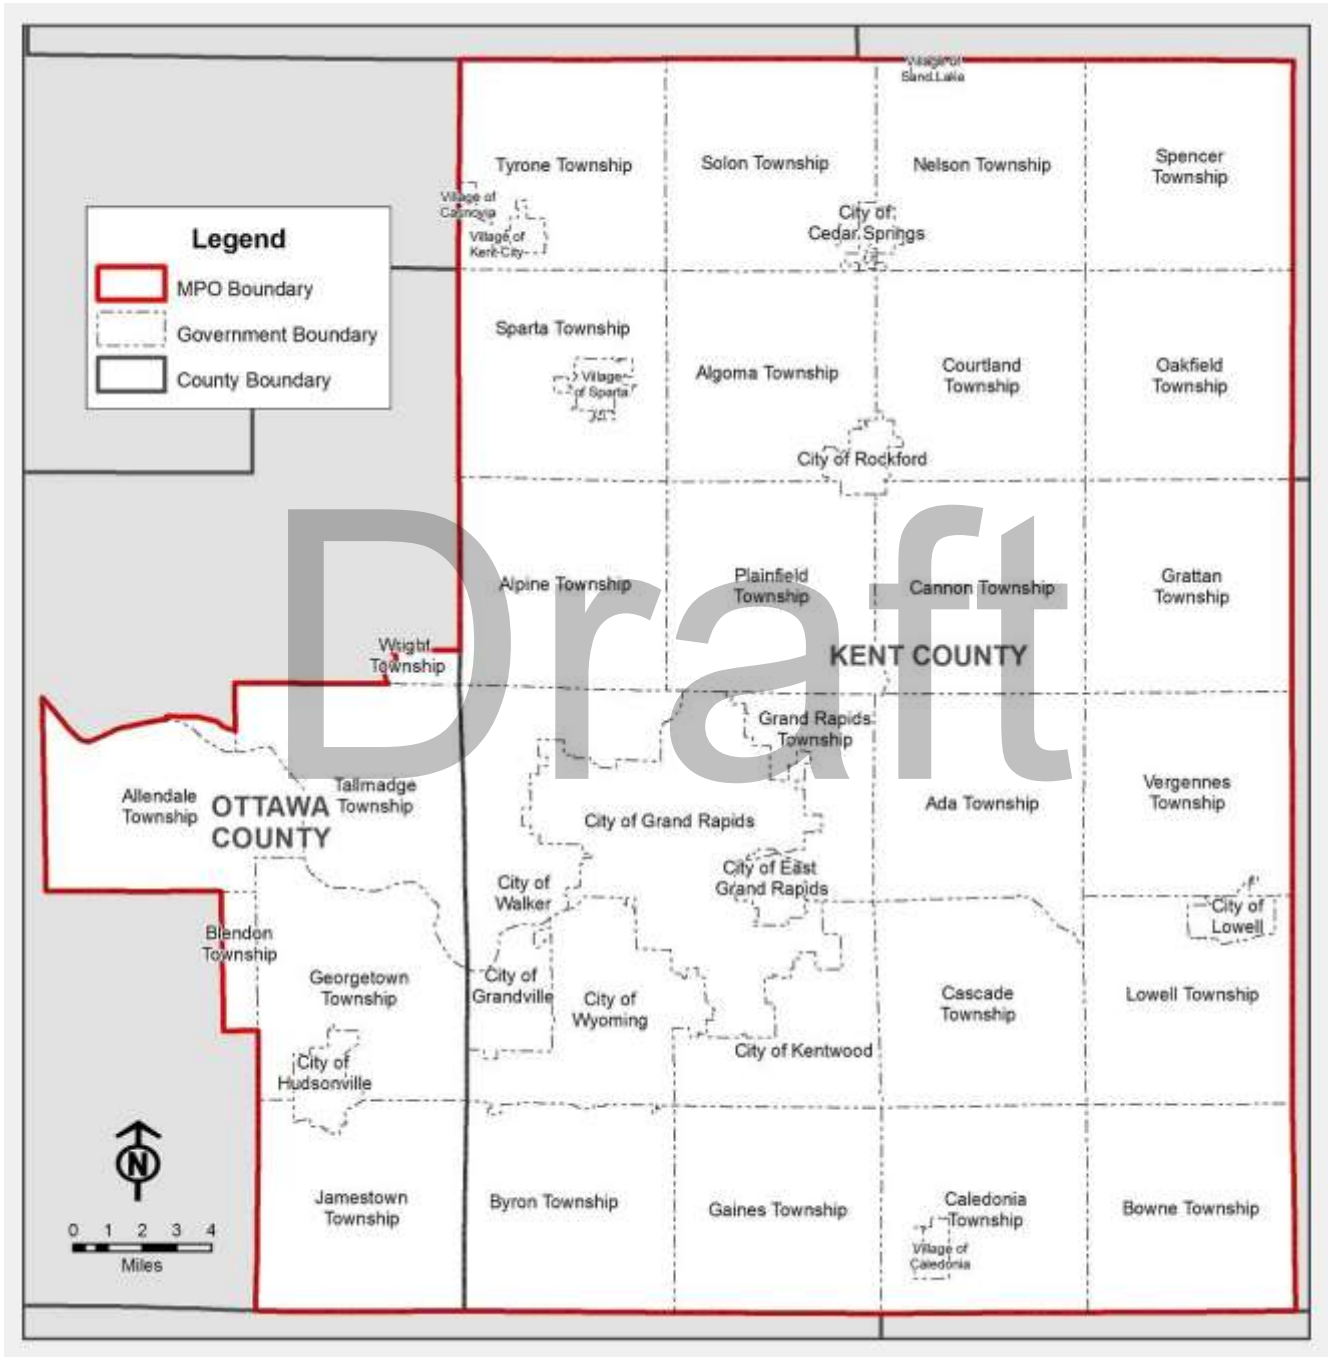 Village of
Sand Lake
Tyrone Township
Solon Township
Nelson Township
Spencer
Township
Village of
Casnovia
Village of
Kent City
City of
Cedar Springs
Legend
MPO Boundary
Government Boundary
County Boundary
Sparta Township
Village
of Sparta
Algoma Township
Courtland
Township
Oakfield
Township
City of Rockford
Draft
Alpine Township
Plainfield
Township
Cannon Township
Grattan
Township
Wright
Township
KENT COUNTY
Grand Rapids
Township
Allendale
Township
OTTAWA
COUNTY
Tallmadge
Township
City of Grand Rapids
Ada Township
Vergennes
Township
City of
Walker
City of East
Grand Rapids
City of
Lowell
Blendon
Township
Georgetown
Township
City of
Grandville
City of
Wyoming
Cascade
Township
Lowell Township
City of Kentwood
City of
Hudsonville
N
0 1 2 3 4
Miles
Jamestown
Township
Byron Township
Gaines Township
Caledonia
Township
Village of
Caledonia
Bowne Township